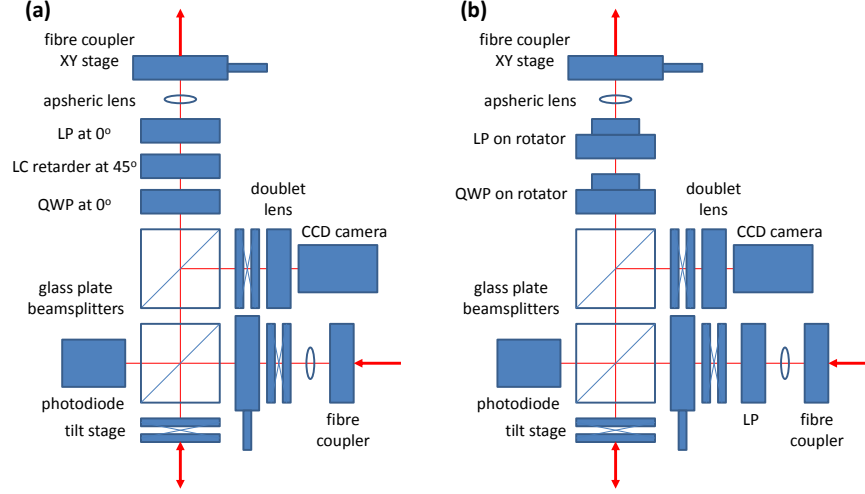 (a)
fibre coupler
XY stage
apsheric lens
LP at 0°
LC retarder at 45°
QWP at 0°
doublet
lens
CCD camera
glass plate
beamsplitters
photodiode
tilt stage
fibre
coupler
(b)
fibre coupler
XY stage
apsheric lens
LP on rotator
QWP on rotator
doublet
lens
CCD camera
glass plate
beamsplitters
photodiode
tilt stage
LP
fibre
coupler